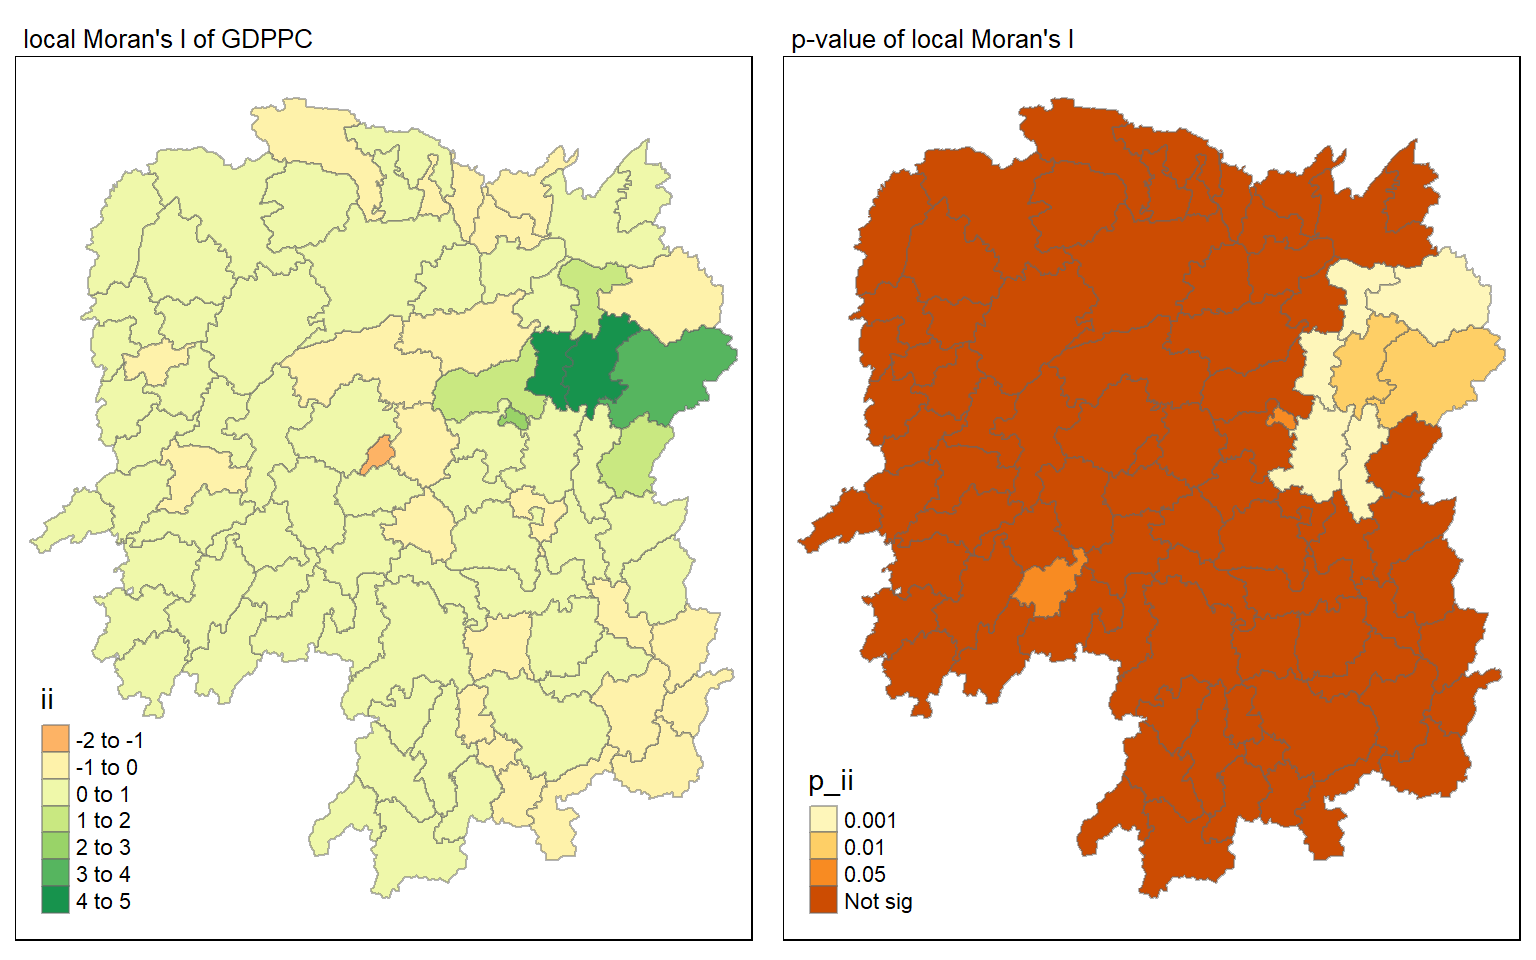 local Moran's I of GDPPC
ii
-2 to -1
-1 to 0
0 to 1
1 to 2
2 to 3
3 to 4
4 to 5
p-value of local Moran's I
p_ii
0.001
0.01
0.05
Not sig